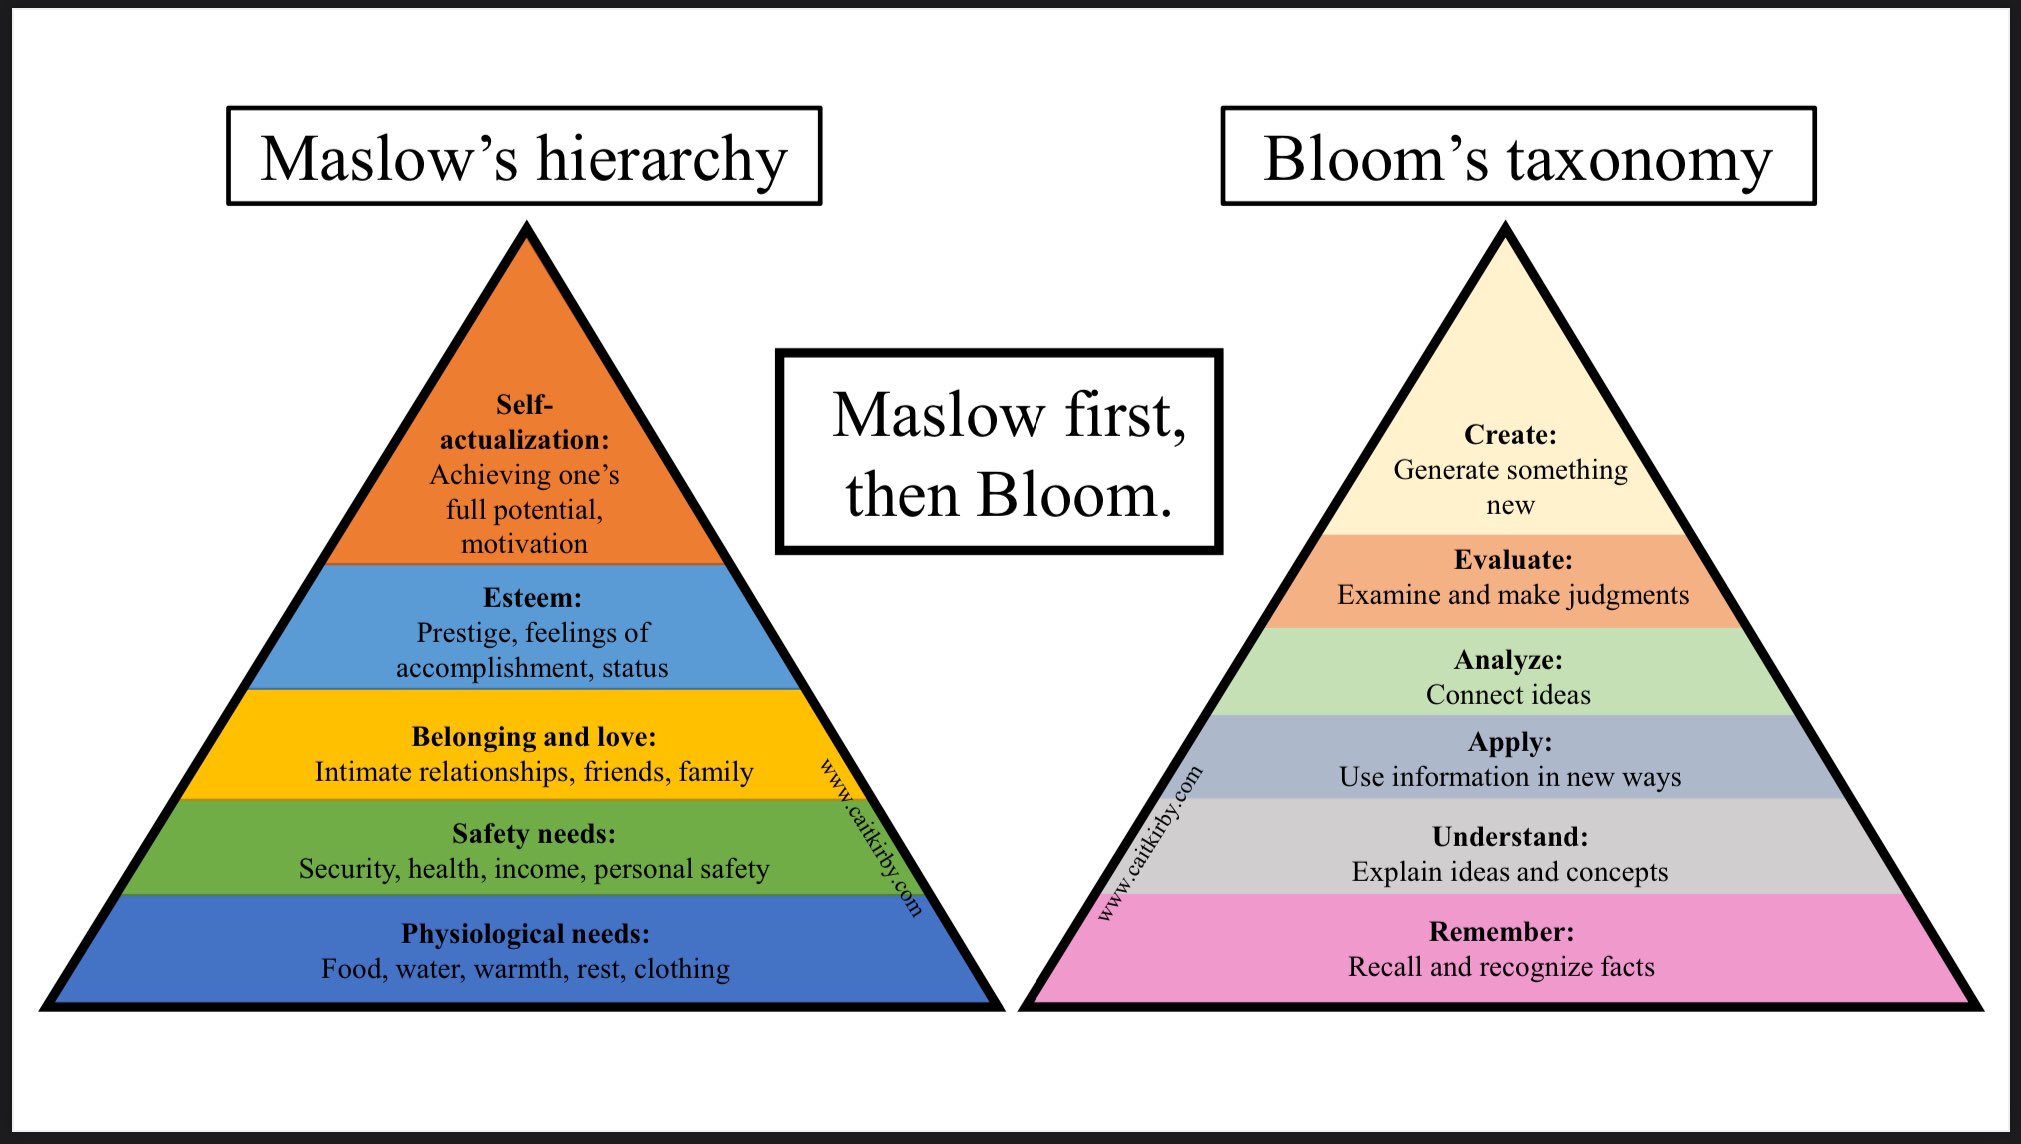 Maslow’s hierarchy
Self-
actualization:
Achieving one’s
full potential,
motivation
Esteem:
Prestige, feelings of
accomplishment, status
Belonging and love:
Intimate relationships, friends, family
Safety needs:
Security, health, income, personal safety
Physiological needs:
Food, water, warmth, rest, clothing
www.caitkirby.com
Maslow first,
then Bloom.
Bloom’s taxonomy
Create:
Generate something
new
Evaluate:
Examine and make judgments
Analyze:
Connect ideas
Apply:
Use information in new ways
Understand:
Explain ideas and concepts
Remember:
Recall and recognize facts
www.caitkirby.com